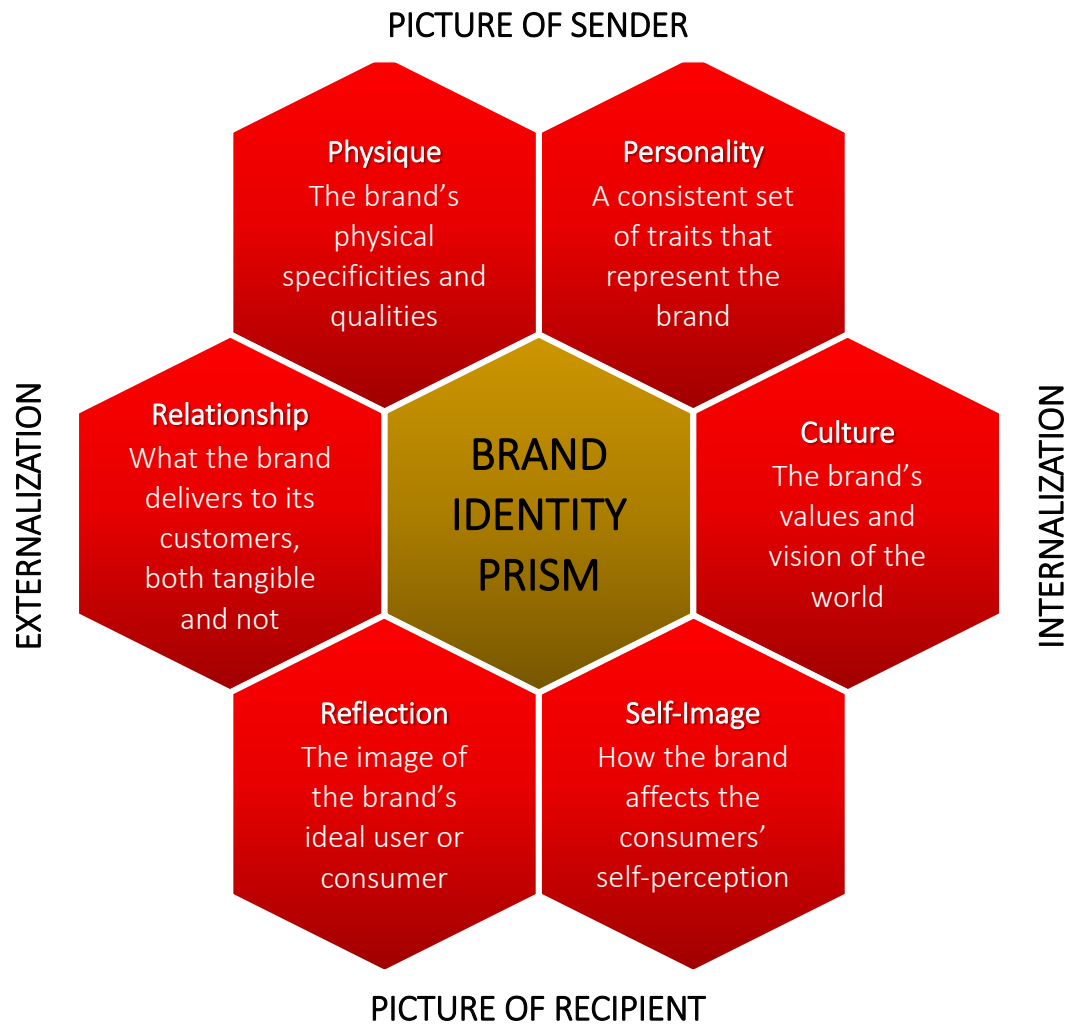 PICTURE OF SENDER
Physique
The brand’s
physical
specificities and
qualities
Personality
A consistent set
of traits that
represent the
brand
EXTERNALIZATION
Relationship
What the brand
delivers to its
customers,
both tangible
and not
BRAND
IDENTITY
PRISM
Culture
The brand’s
values and
vision of the
world
INTERNALIZATION
Reflection
The image of
the brand’s
ideal user or
consumer
Self-Image
How the brand
affects the
consumers’
self-perception
PICTURE OF RECIPIENT